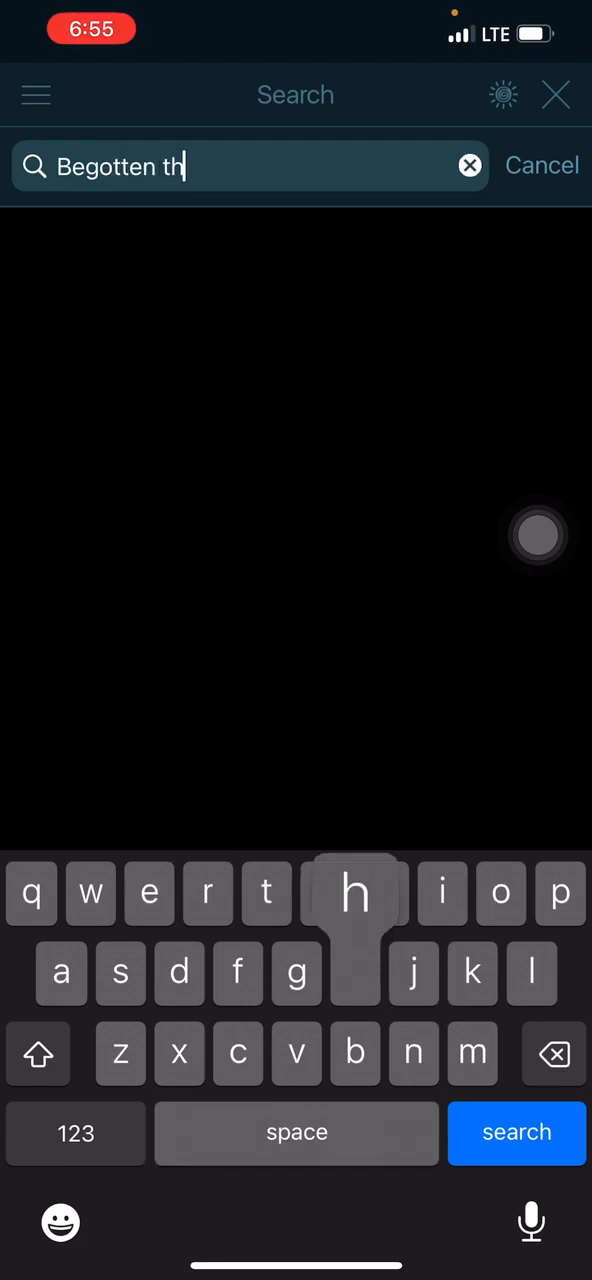 6:55
LTE
Search
Begotten th
Cancel
q w e r t h i o p
a s d f g j k l
z x c v b n m
123 space search